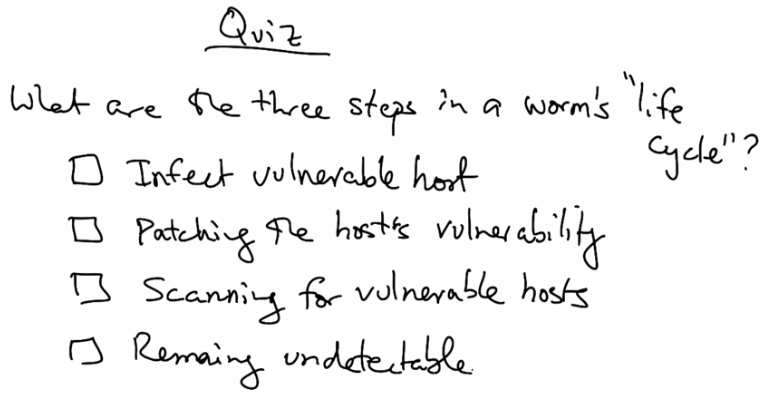 Quiz
What are the three steps in a worm's "life
cycle"?
Infect vulnerable host
Patching the host's vulnerability
Scanning for vulnerable hosts
Remaing undetectable